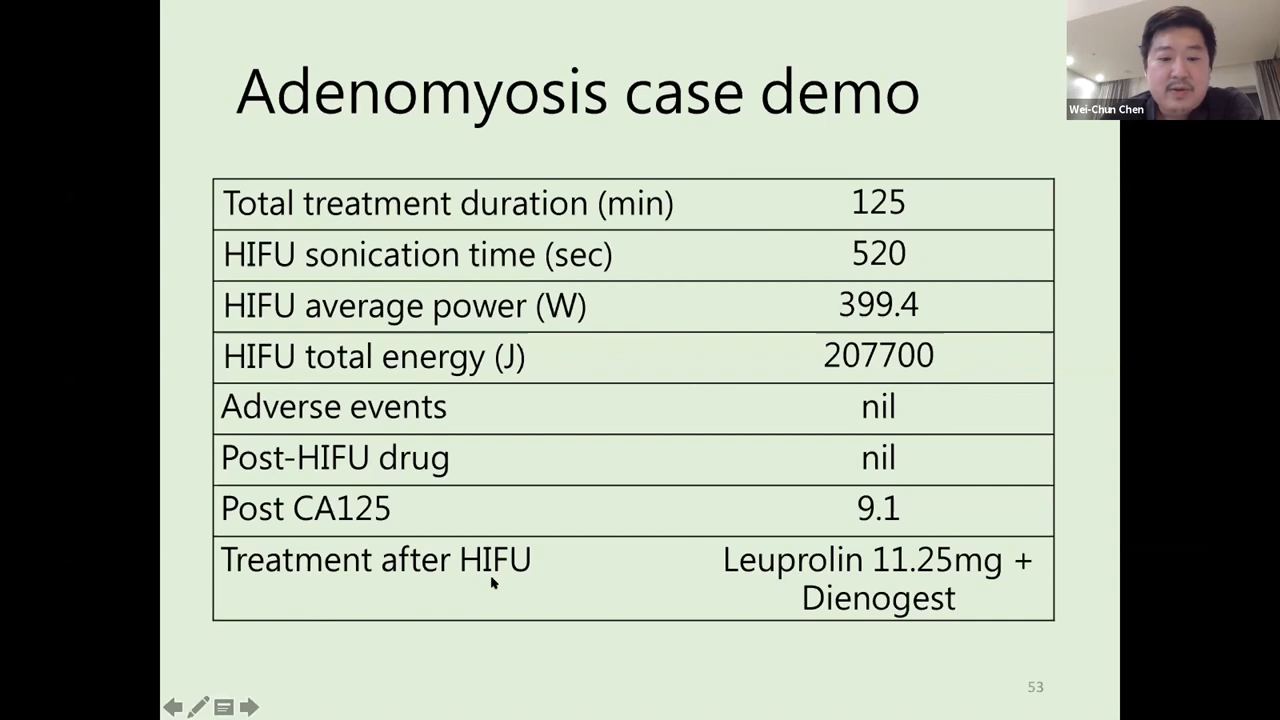 Adenomyosis case demo
Wei-Chun Chen
Total treatment duration (min) 125
HIFU sonication time (sec) 520
HIFU average power (W) 399.4
HIFU total energy (J) 207700
Adverse events nil
Post-HIFU drug nil
Post CA125 9.1
Treatment after HIFU Leuprolin 11.25mg +
Dienogest
53